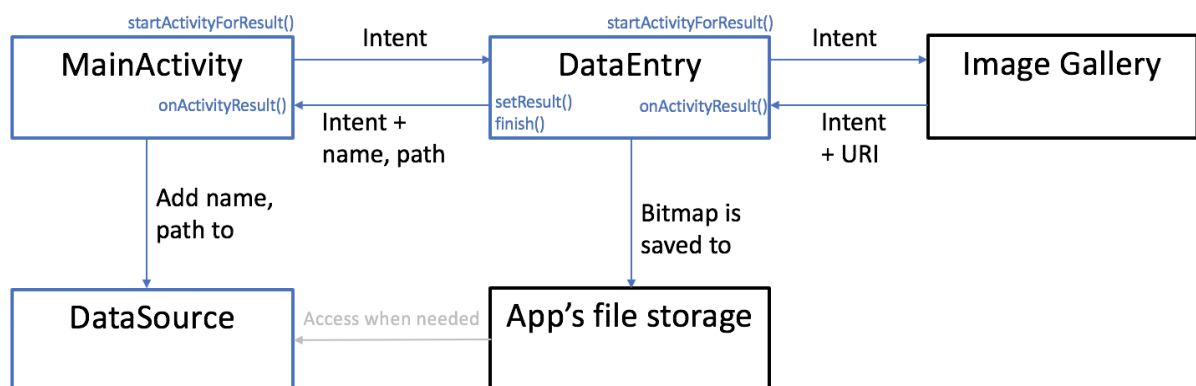 startActivityForResult()
startActivityForResult()
Intent
Intent
MainActivity
DataEntry
Image Gallery
onActivityResult()
setResult()
finish()
onActivityResult()
Intent +
name, path
Intent
+ URI
Add name,
path to
Bitmap is
saved to
DataSource
Access when needed
App's file storage